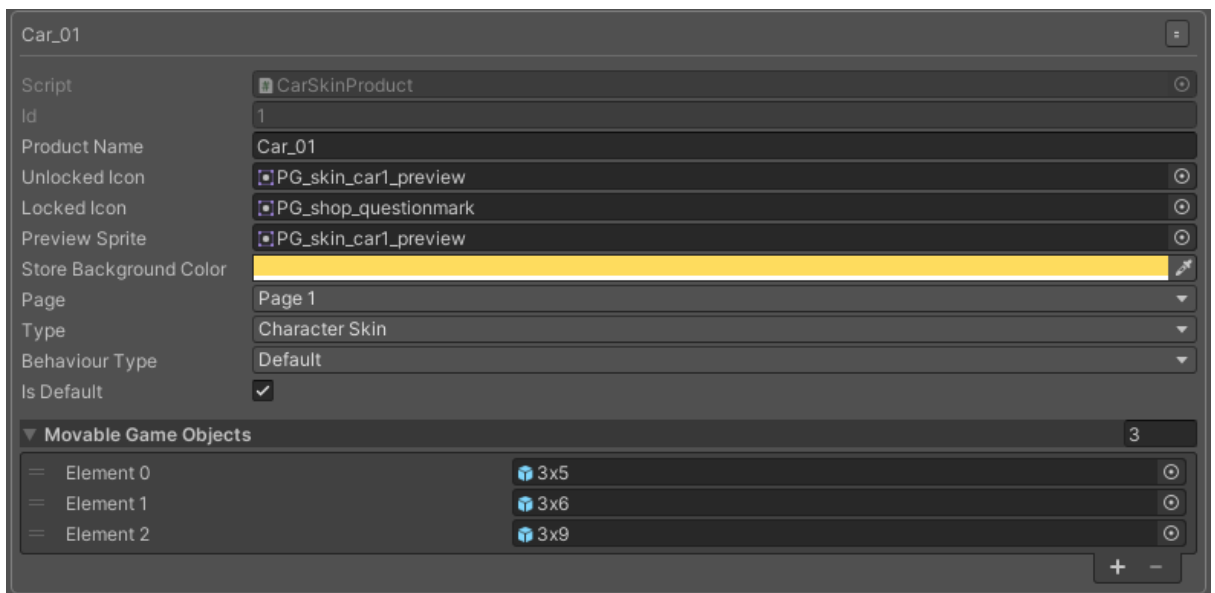 Car_01
Script CarSkinProduct
Id 1
Product Name Car_01
Unlocked Icon PG_skin_car1_preview
Locked Icon PG_shop_questionmark
Preview Sprite PG_skin_car1_preview
Store Background Color
Page Page 1
Type Character Skin
Behaviour Type Default
Is Default
Movable Game Objects 3
Element 0 3x5
Element 1 3x6
Element 2 3x9